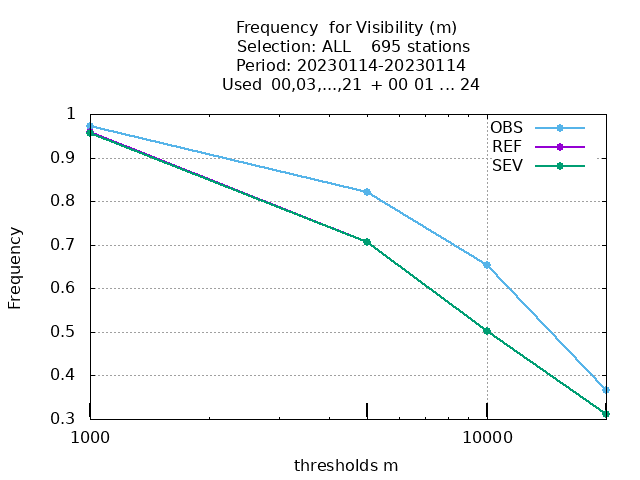 Frequency  for Visibility (m)
Selection: ALL    695 stations
Period: 20230114-20230114
Used  00,03,...,21  + 00 01 ... 24
1
0.9
0.8
0.7
0.6
0.5
0.4
0.3
Frequency
OBS
REF
SEV
1000
10000
thresholds m